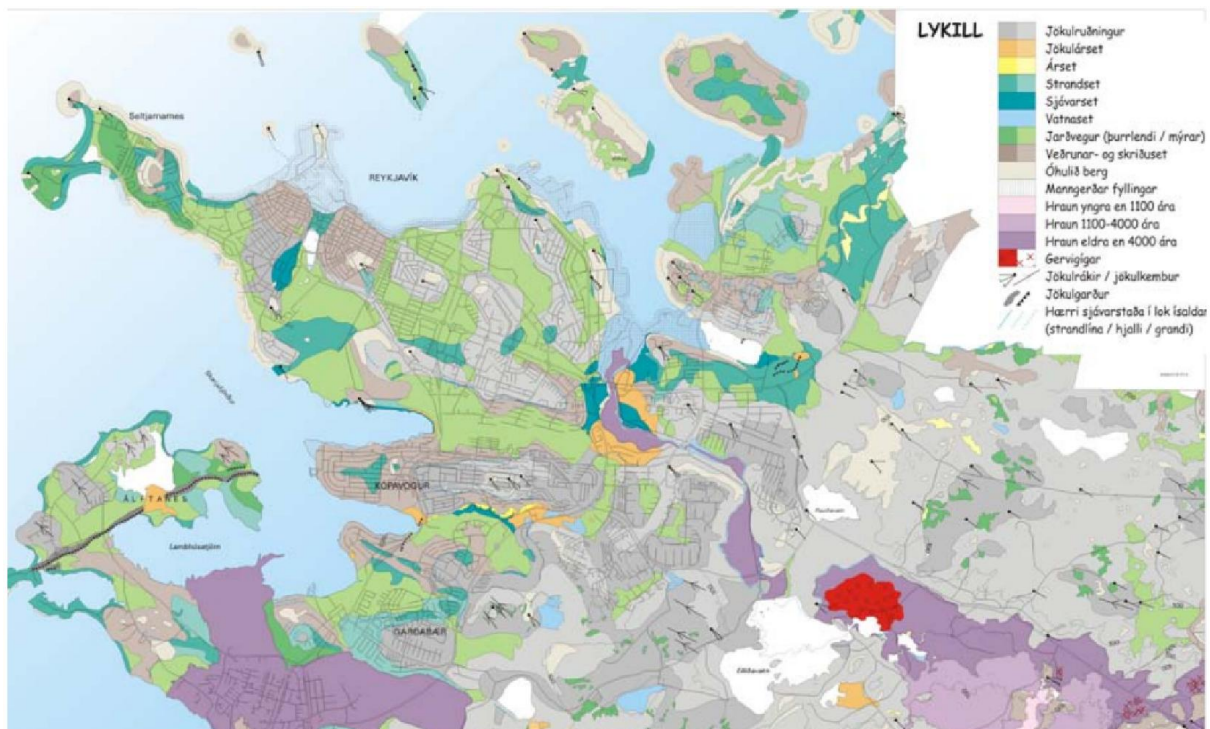 LYKILL
Jökulruðningur
Jökulárset
Árset
Strandset
Sjávarset
Vatnaset
Jarðvegur (þurrlendi / mýrar)
Veðrunar- og skriðuset
Óhulið berg
Manngerðar fyllingar
Hraun yngra en 1100 ára
Hraun 1100-4000 ára
Hraun eldra en 4000 ára
Gervigígar
Jökulrákir / jökulkembur
Jökulgarður
Hærri sjávarstaða í lok ísaldar
(strandlína / hjalli / grandi)
Seltjarnarnes
REYKJAVÍK
ÁLFTANES
KÓPAVOGUR
Lambhúsatjörn
GARÐABÆR